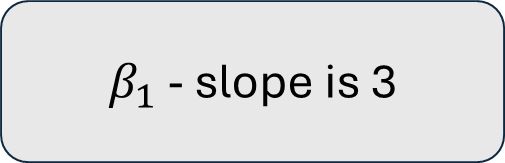 β₁ - slope is 3